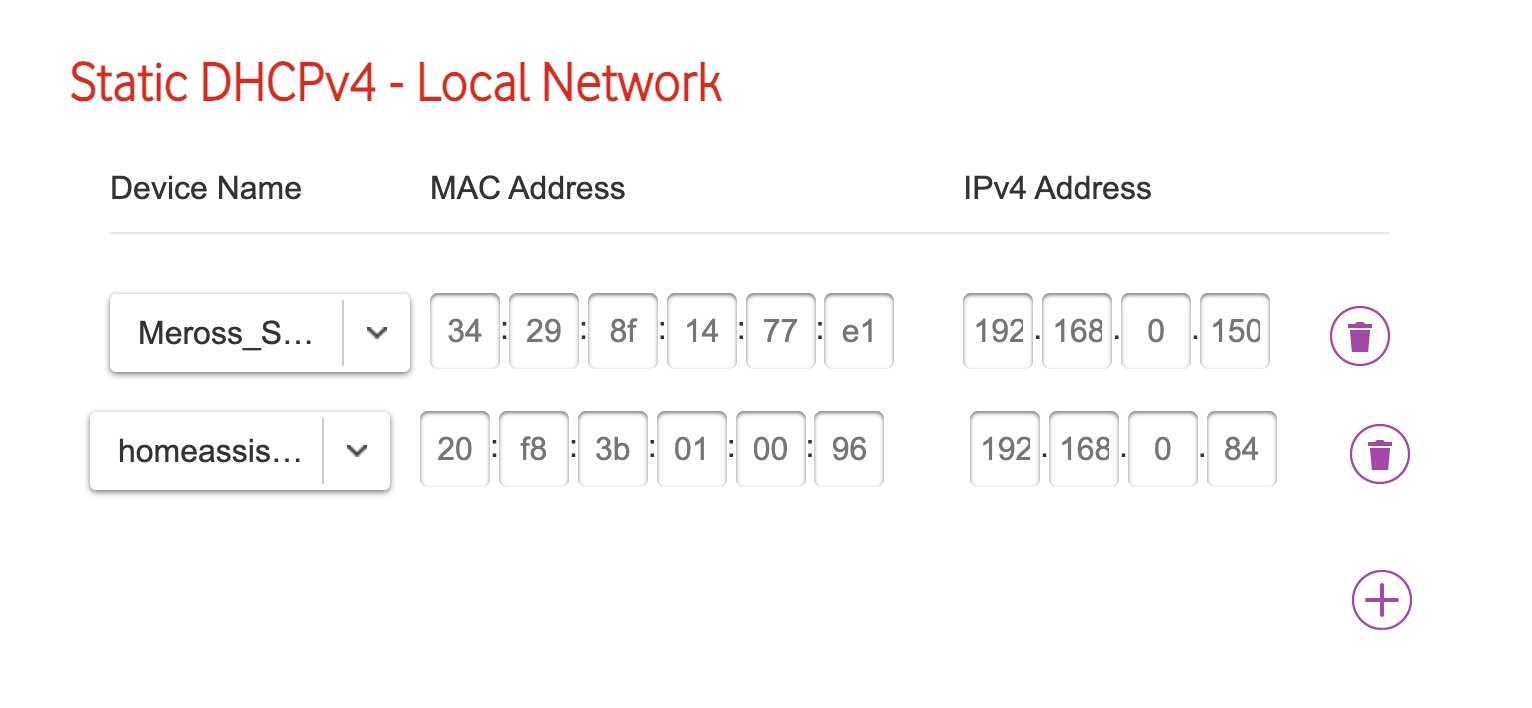 Static DHCPv4 - Local Network
Device Name MAC Address IPv4 Address
Meross_S... 34 : 29 : 8f : 14 : 77 : e1 192 . 168 . 0 . 150
homeassis... 20 : f8 : 3b : 01 : 00 : 96 192 . 168 . 0 . 84